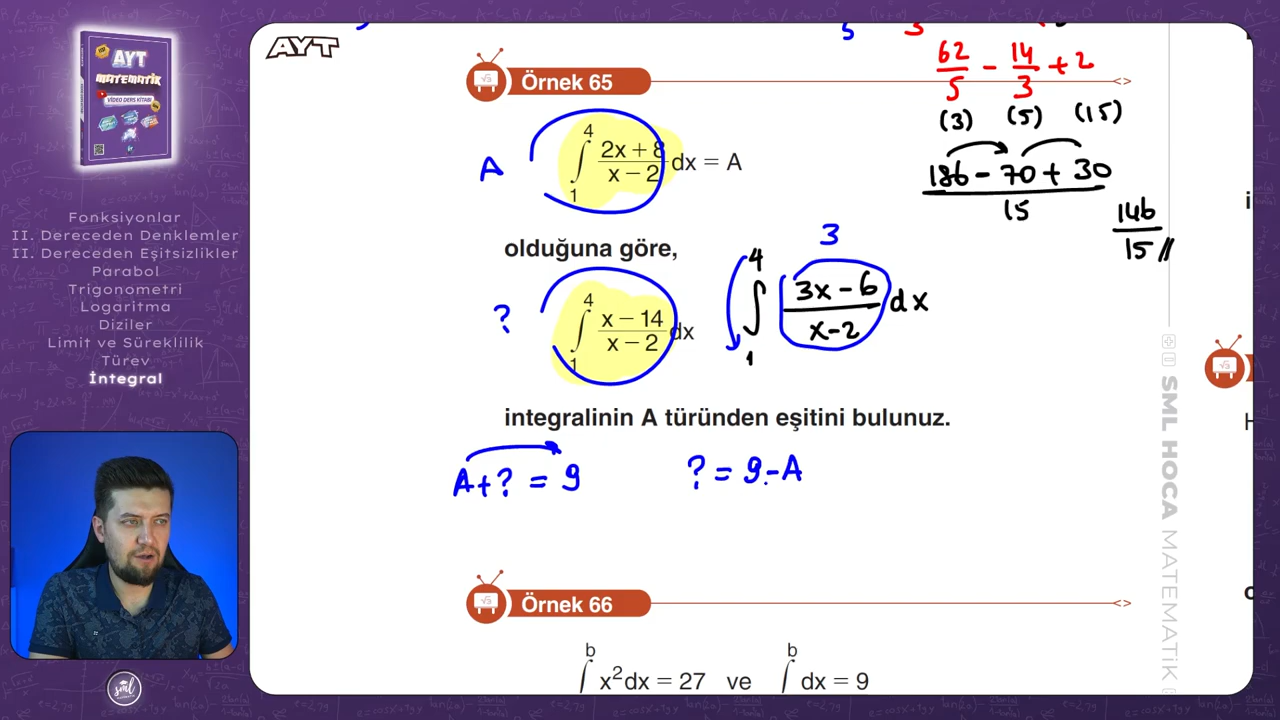 AYT
AYT
MATEMATİK
VİDEO DERS KİTABI
Fonksiyonlar
II. Dereceden Denklemler
II. Dereceden Eşitsizlikler
Parabol
Trigonometri
Logaritma
Diziler
Limit ve Süreklilik
Türev
İntegral
sml
62/5 - 14/3 + 2
(3) (5) (15)
186 - 70 + 30
15
146/15 //
Örnek 65
A ∫₁⁴ (2x + 8)/(x − 2) dx = A
olduğuna göre,
3
? ∫₁⁴ (x − 14)/(x − 2) dx
∫₁⁴ (3x - 6)/(x-2) dx
integralinin A türünden eşitini bulunuz.
A+? = 9
? = 9-A
Örnek 66
∫ᵇ x²dx = 27 ve ∫ᵇ dx = 9
SML HOCA MATEMATİK